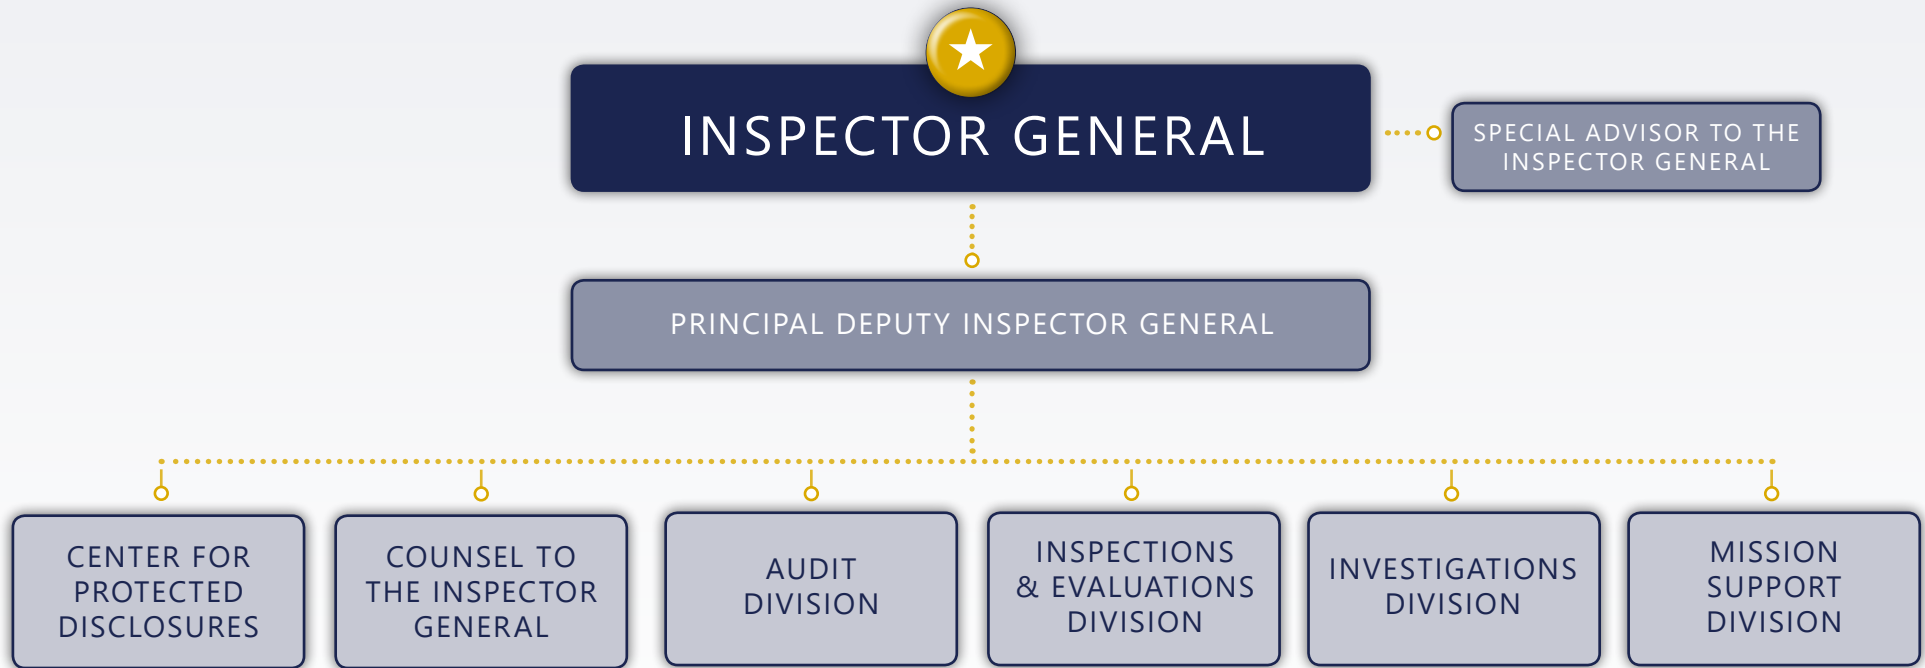 INSPECTOR GENERAL
SPECIAL ADVISOR TO THE
INSPECTOR GENERAL
PRINCIPAL DEPUTY INSPECTOR GENERAL
CENTER FOR
PROTECTED
DISCLOSURES
COUNSEL TO
THE INSPECTOR
GENERAL
AUDIT
DIVISION
INSPECTIONS
& EVALUATIONS
DIVISION
INVESTIGATIONS
DIVISION
MISSION
SUPPORT
DIVISION